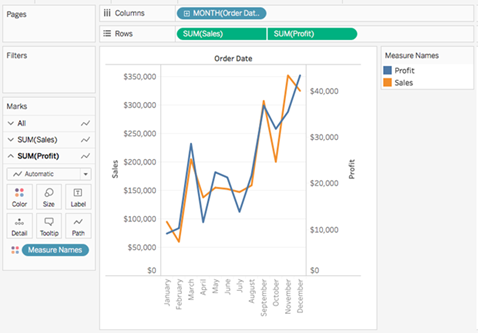 Pages
Columns
MONTH(Order Dat..
Rows
SUM(Sales)
SUM(Profit)
Filters
Marks
All
SUM(Sales)
SUM(Profit)
Automatic
Color
Size
Label
Detail
Tooltip
Path
Measure Names
Order Date
$350,000
$300,000
$250,000
$200,000
$150,000
$100,000
$50,000
$0
Sales
$40,000
$30,000
$20,000
$10,000
$0
Profit
January
February
March
April
May
June
July
August
September
October
November
December
Measure Names
Profit
Sales